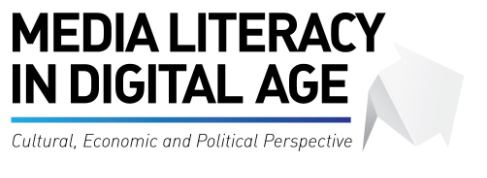 MEDIA LITERACY
IN DIGITAL AGE
Cultural, Economic and Political Perspective